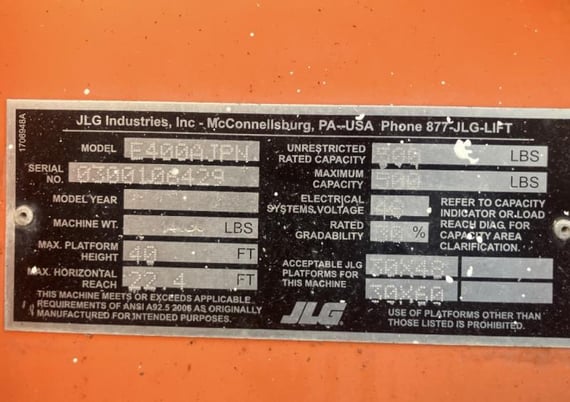 JLG Industries, Inc - McConnellsburg, PA-USA Phone 877-JLG-LIFT
1706948A
MODEL E400AJPN
SERIAL NO. 0300108429
MODEL YEAR
MACHINE WT. LBS
MAX. PLATFORM HEIGHT 40 FT
MAX. HORIZONTAL REACH 22.4 FT
THIS MACHINE MEETS OR EXCEEDS APPLICABLE
REQUIREMENTS OF ANSI A92.5 2006 AS ORIGINALLY
MANUFACTURED FOR INTENDED PURPOSES.
UNRESTRICTED RATED CAPACITY 500 LBS
MAXIMUM CAPACITY 500 LBS
ELECTRICAL SYSTEMS VOLTAGE 48
RATED GRADABILITY 30 %
REFER TO CAPACITY
INDICATOR OR LOAD
REACH DIAG. FOR
CAPACITY AREA
CLARIFICATION.
ACCEPTABLE JLG
PLATFORMS FOR
THIS MACHINE
30X48
30X60
JLG
USE OF PLATFORMS OTHER THAN
THOSE LISTED IS PROHIBITED.